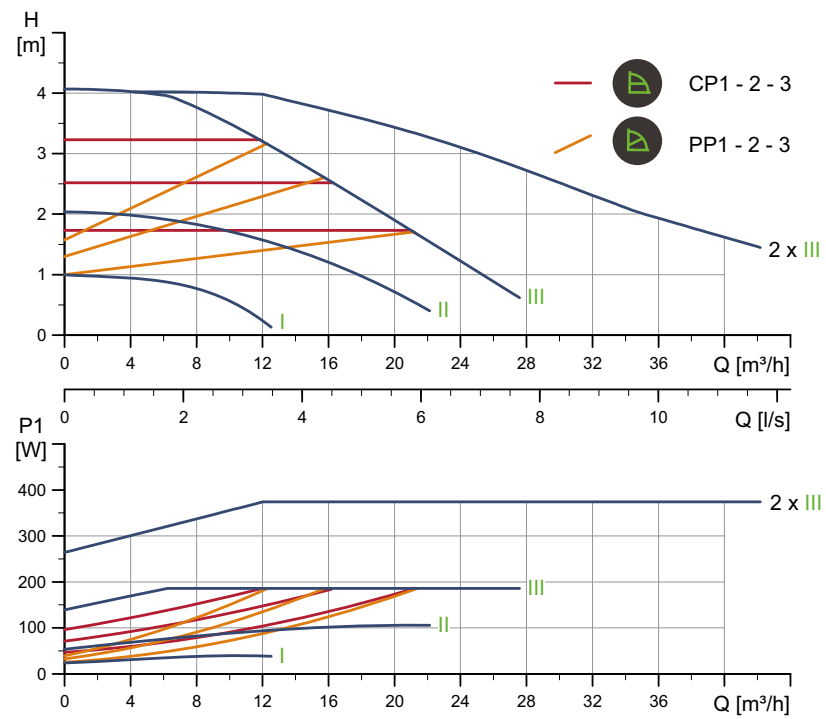 H
[m]
4
3
2
1
0
CP1 - 2 - 3
PP1 - 2 - 3
2 x III
III
II
I
0 4 8 12 16 20 24 28 32 36 Q [m³/h]
0 2 4 6 8 10 Q [l/s]
P1
[W]
400
300
200
100
0
2 x III
III
II
I
0 4 8 12 16 20 24 28 32 36 Q [m³/h]